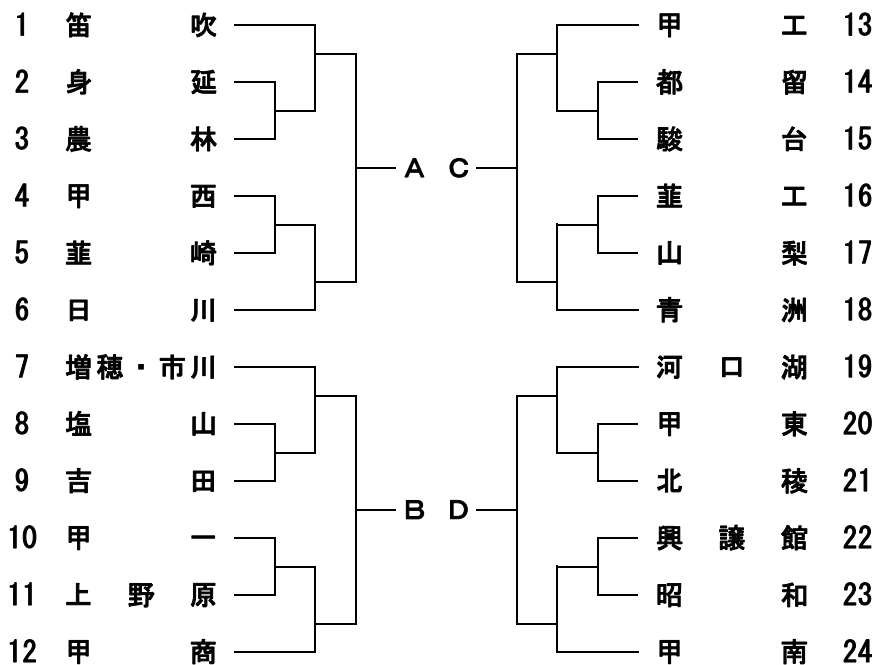 1 笛吹
2 身延
3 農林
4 甲西
5 韮崎
6 日川
7 増穂・市川
8 塩山
9 吉田
10 甲一
11 上野原
12 甲商
A
B
C
D
甲工 13
都留 14
駿台 15
韮工 16
山梨 17
青洲 18
河口湖 19
甲東 20
北稜 21
興譲館 22
昭和 23
甲南 24